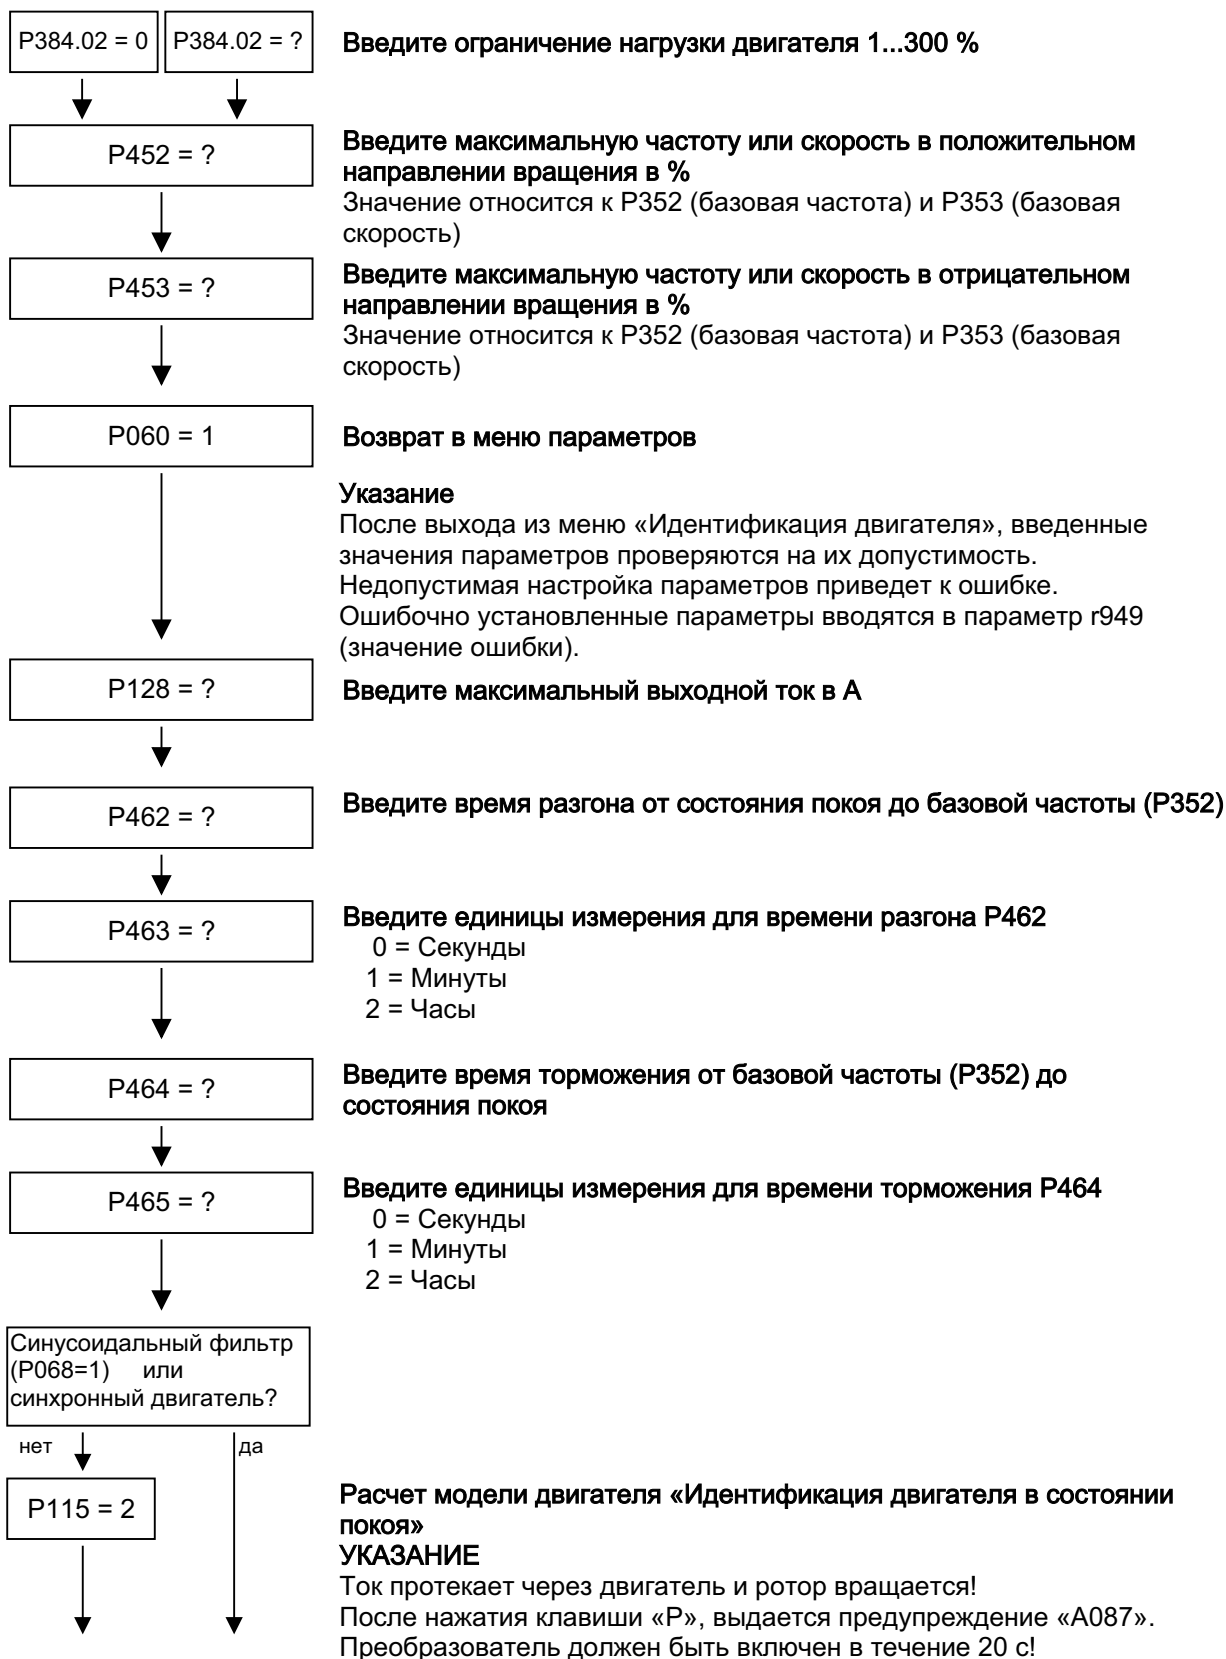 P384.02 = 0
P384.02 = ?
Введите ограничение нагрузки двигателя 1...300 %
P452 = ?
Введите максимальную частоту или скорость в положительном
направлении вращения в %
Значение относится к P352 (базовая частота) и P353 (базовая
скорость)
P453 = ?
Введите максимальную частоту или скорость в отрицательном
направлении вращения в %
Значение относится к P352 (базовая частота) и P353 (базовая
скорость)
P060 = 1
Возврат в меню параметров
Указание
После выхода из меню «Идентификация двигателя», введенные
значения параметров проверяются на их допустимость.
Недопустимая настройка параметров приведет к ошибке.
Ошибочно установленные параметры вводятся в параметр r949
(значение ошибки).
P128 = ?
Введите максимальный выходной ток в А
P462 = ?
Введите время разгона от состояния покоя до базовой частоты (P352)
P463 = ?
Введите единицы измерения для времени разгона P462
0 = Секунды
1 = Минуты
2 = Часы
P464 = ?
Введите время торможения от базовой частоты (P352) до
состояния покоя
P465 = ?
Введите единицы измерения для времени торможения P464
0 = Секунды
1 = Минуты
2 = Часы
Синусоидальный фильтр
(P068=1) или
синхронный двигатель?
нет
да
P115 = 2
Расчет модели двигателя «Идентификация двигателя в состоянии
покоя»
УКАЗАНИЕ
Ток протекает через двигатель и ротор вращается!
После нажатия клавиши «P», выдается предупреждение «A087».
Преобразователь должен быть включен в течение 20 с!